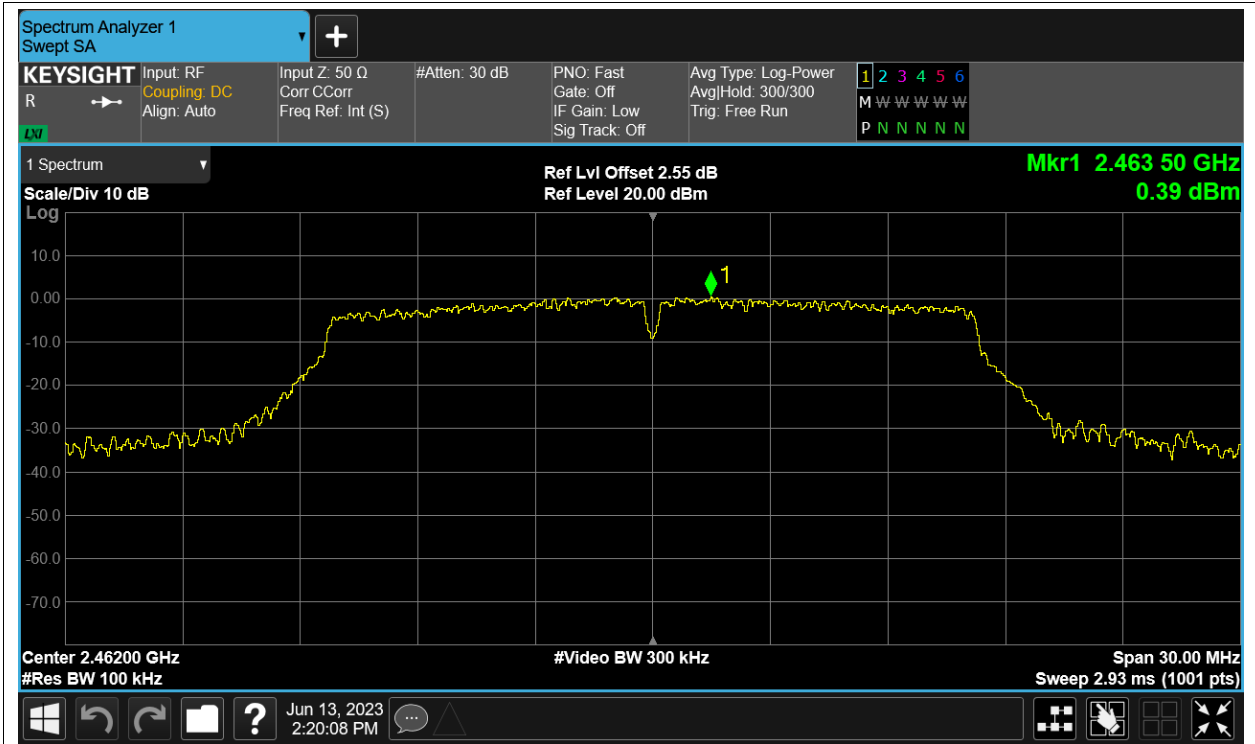 Spectrum Analyzer 1
Swept SA
KEYSIGHT
R
LXI
Input: RF
Coupling: DC
Align: Auto
Input Z: 50 Ω
Corr CCorr
Freq Ref: Int (S)
#Atten: 30 dB
PNO: Fast
Gate: Off
IF Gain: Low
Sig Track: Off
Avg Type: Log-Power
Avg|Hold: 300/300
Trig: Free Run
1 2 3 4 5 6
M W W W W W
P N N N N N
1 Spectrum
Scale/Div 10 dB
Log
Ref Lvl Offset 2.55 dB
Ref Level 20.00 dBm
Mkr1 2.463 50 GHz
0.39 dBm
10.0
0.00
-10.0
-20.0
-30.0
-40.0
-50.0
-60.0
-70.0
1
Center 2.46200 GHz
#Res BW 100 kHz
#Video BW 300 kHz
Span 30.00 MHz
Sweep 2.93 ms (1001 pts)
?
Jun 13, 2023
2:20:08 PM